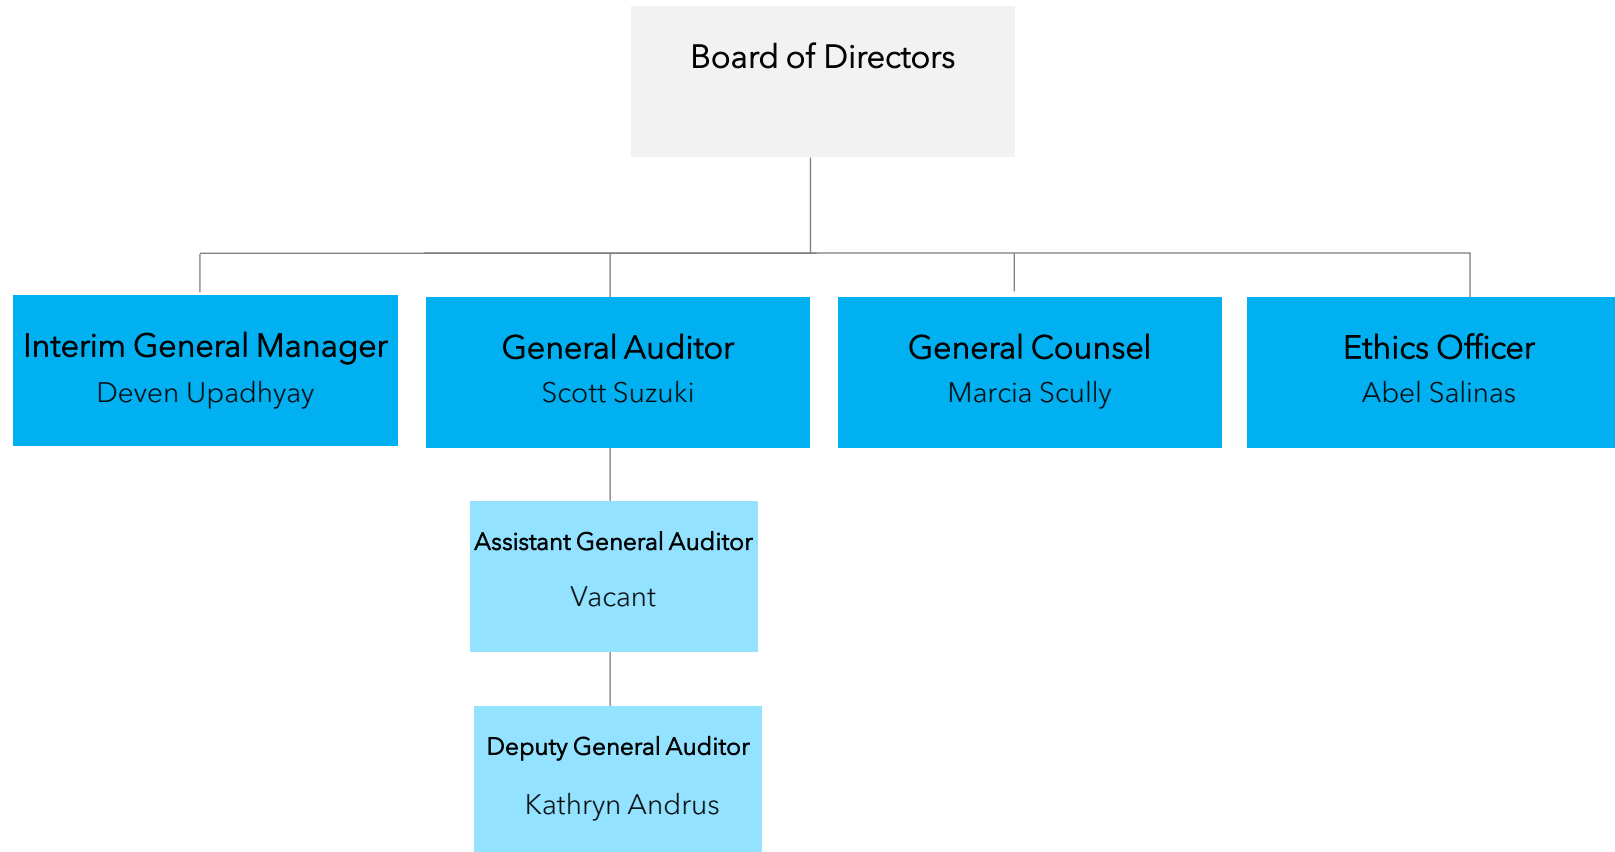 Board of Directors
Interim General Manager
Deven Upadhyay
General Auditor
Scott Suzuki
General Counsel
Marcia Scully
Ethics Officer
Abel Salinas
Assistant General Auditor
Vacant
Deputy General Auditor
Kathryn Andrus